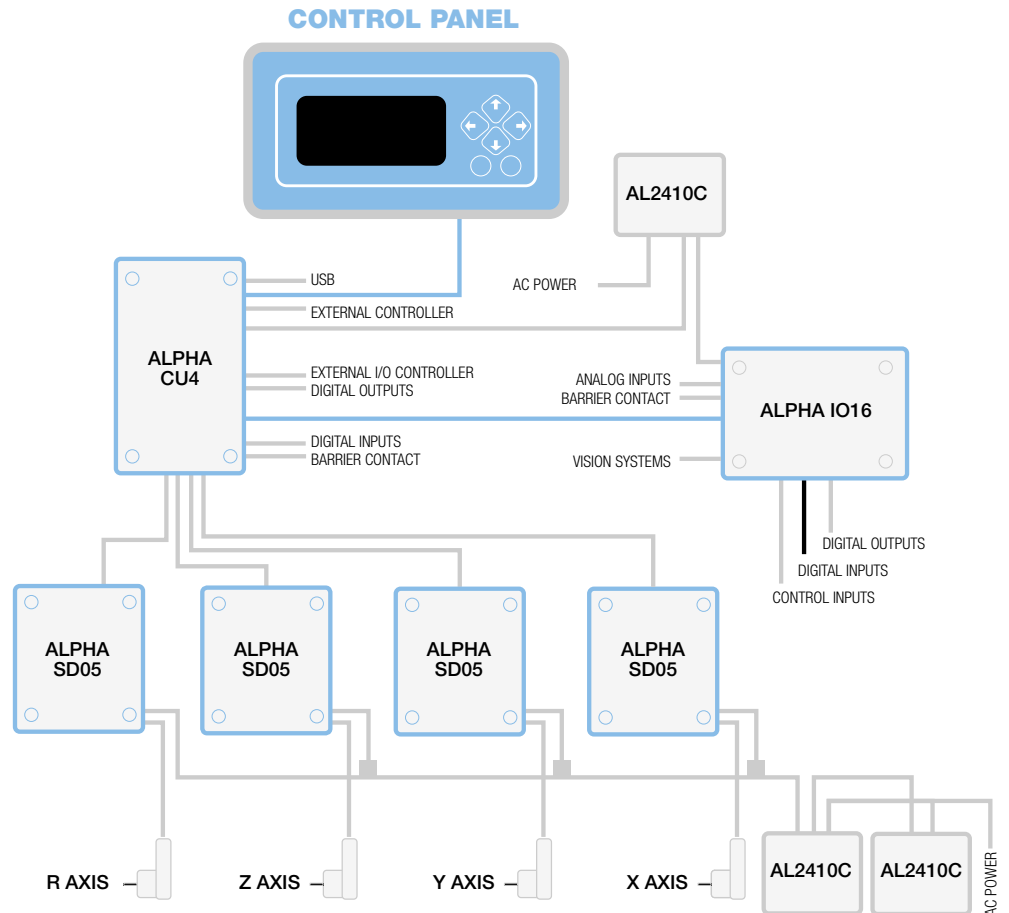 CONTROL PANEL
AL2410C
USB
AC POWER
EXTERNAL CONTROLLER
ALPHA
CU4
EXTERNAL I/O CONTROLLER
DIGITAL OUTPUTS
ANALOG INPUTS
BARRIER CONTACT
ALPHA IO16
DIGITAL INPUTS
BARRIER CONTACT
VISION SYSTEMS
DIGITAL OUTPUTS
DIGITAL INPUTS
CONTROL INPUTS
ALPHA
SD05
ALPHA
SD05
ALPHA
SD05
ALPHA
SD05
R AXIS
Z AXIS
Y AXIS
X AXIS
AL2410C
AL2410C
AC POWER